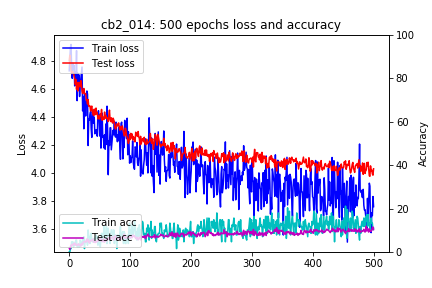 cb2_014: 500 epochs loss and accuracy
Train loss
Test loss
Train acc
Test acc
Loss
Accuracy
4.8
4.6
4.4
4.2
4.0
3.8
3.6
100
80
60
40
20
0
0 100 200 300 400 500